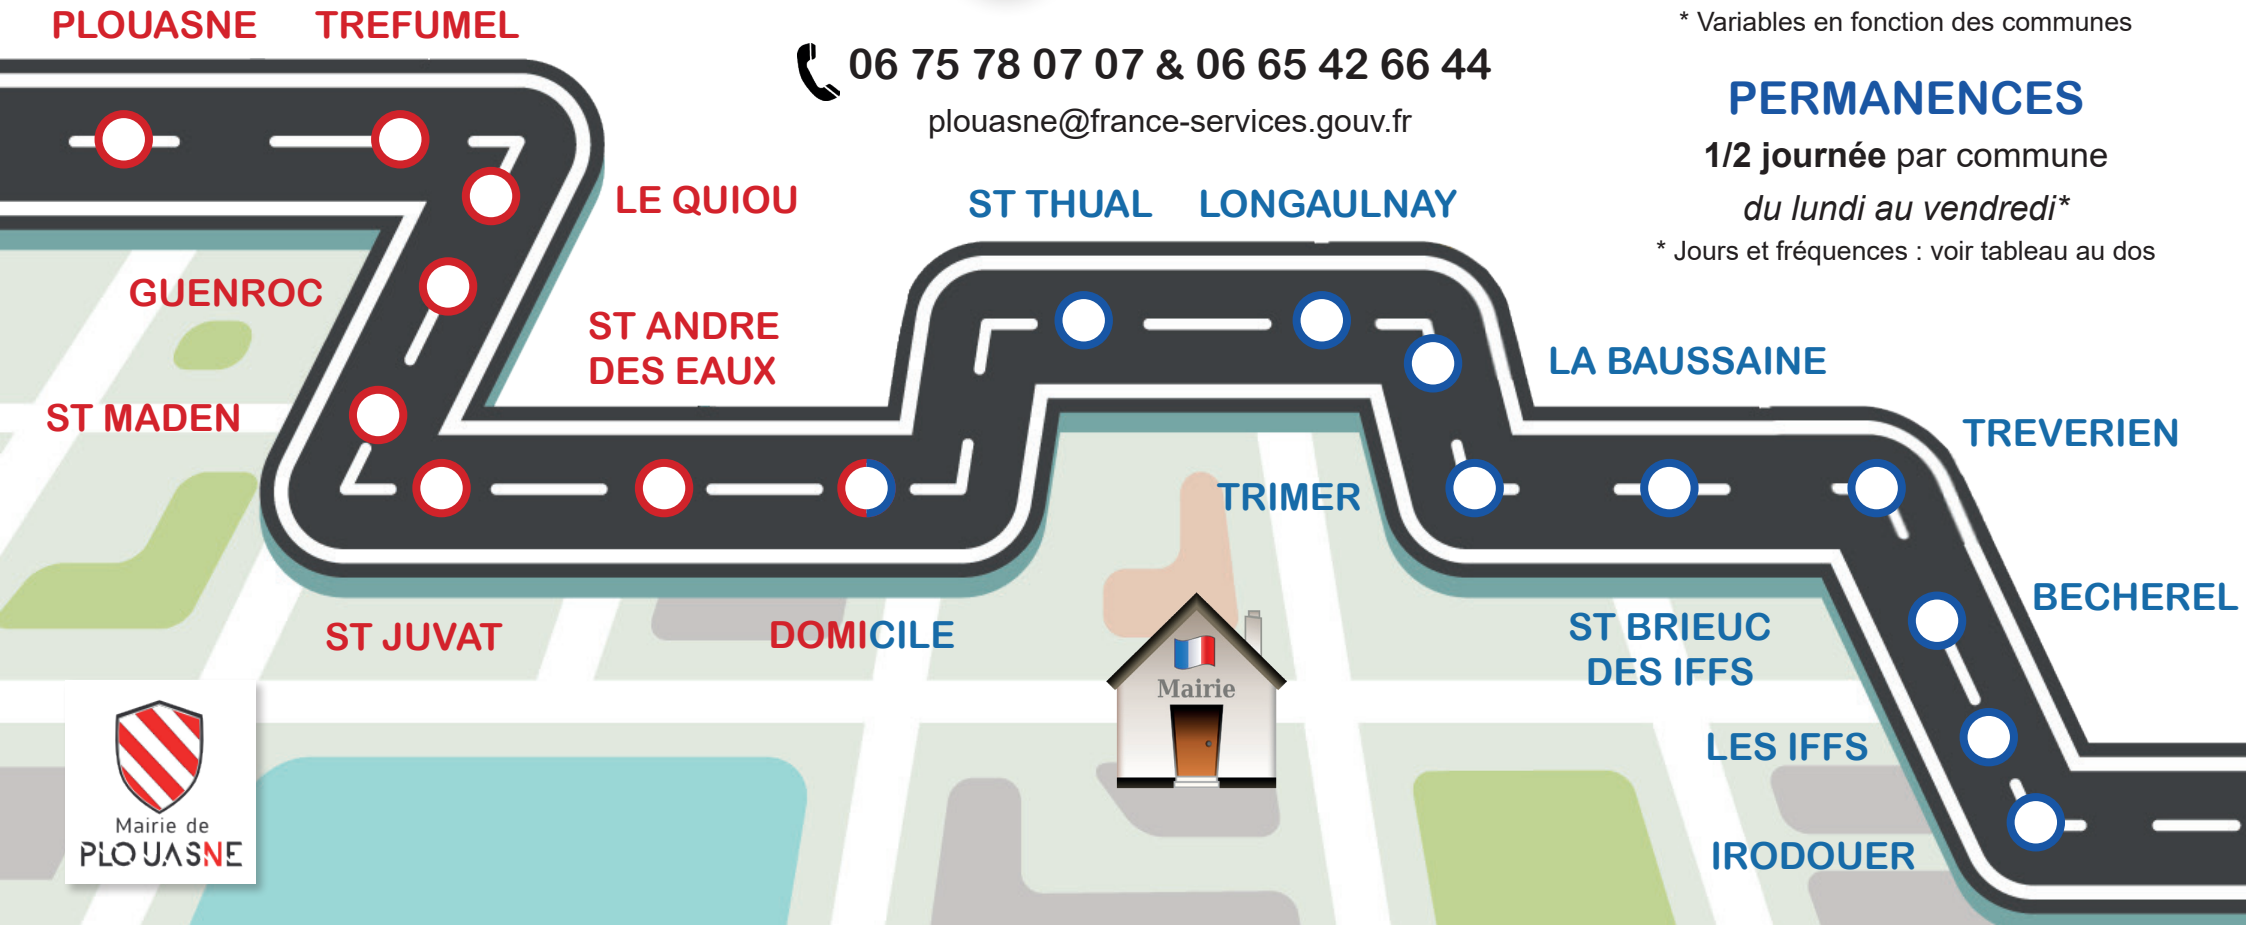 PLOUASNE
TREFUMEL
06 75 78 07 07 & 06 65 42 66 44
plouasne@france-services.gouv.fr
* Variables en fonction des communes
PERMANENCES
1/2 journée par commune
du lundi au vendredi*
* Jours et fréquences : voir tableau au dos
LE QUIOU
GUENROC
ST ANDRE
DES EAUX
ST MADEN
ST JUVAT
DOMICILE
ST THUAL
LONGAULNAY
LA BAUSSAINE
TRIMER
TREVERIEN
ST BRIEUC
DES IFFS
BECHEREL
LES IFFS
IRODOUER
Mairie
Mairie de
PLOUASNE